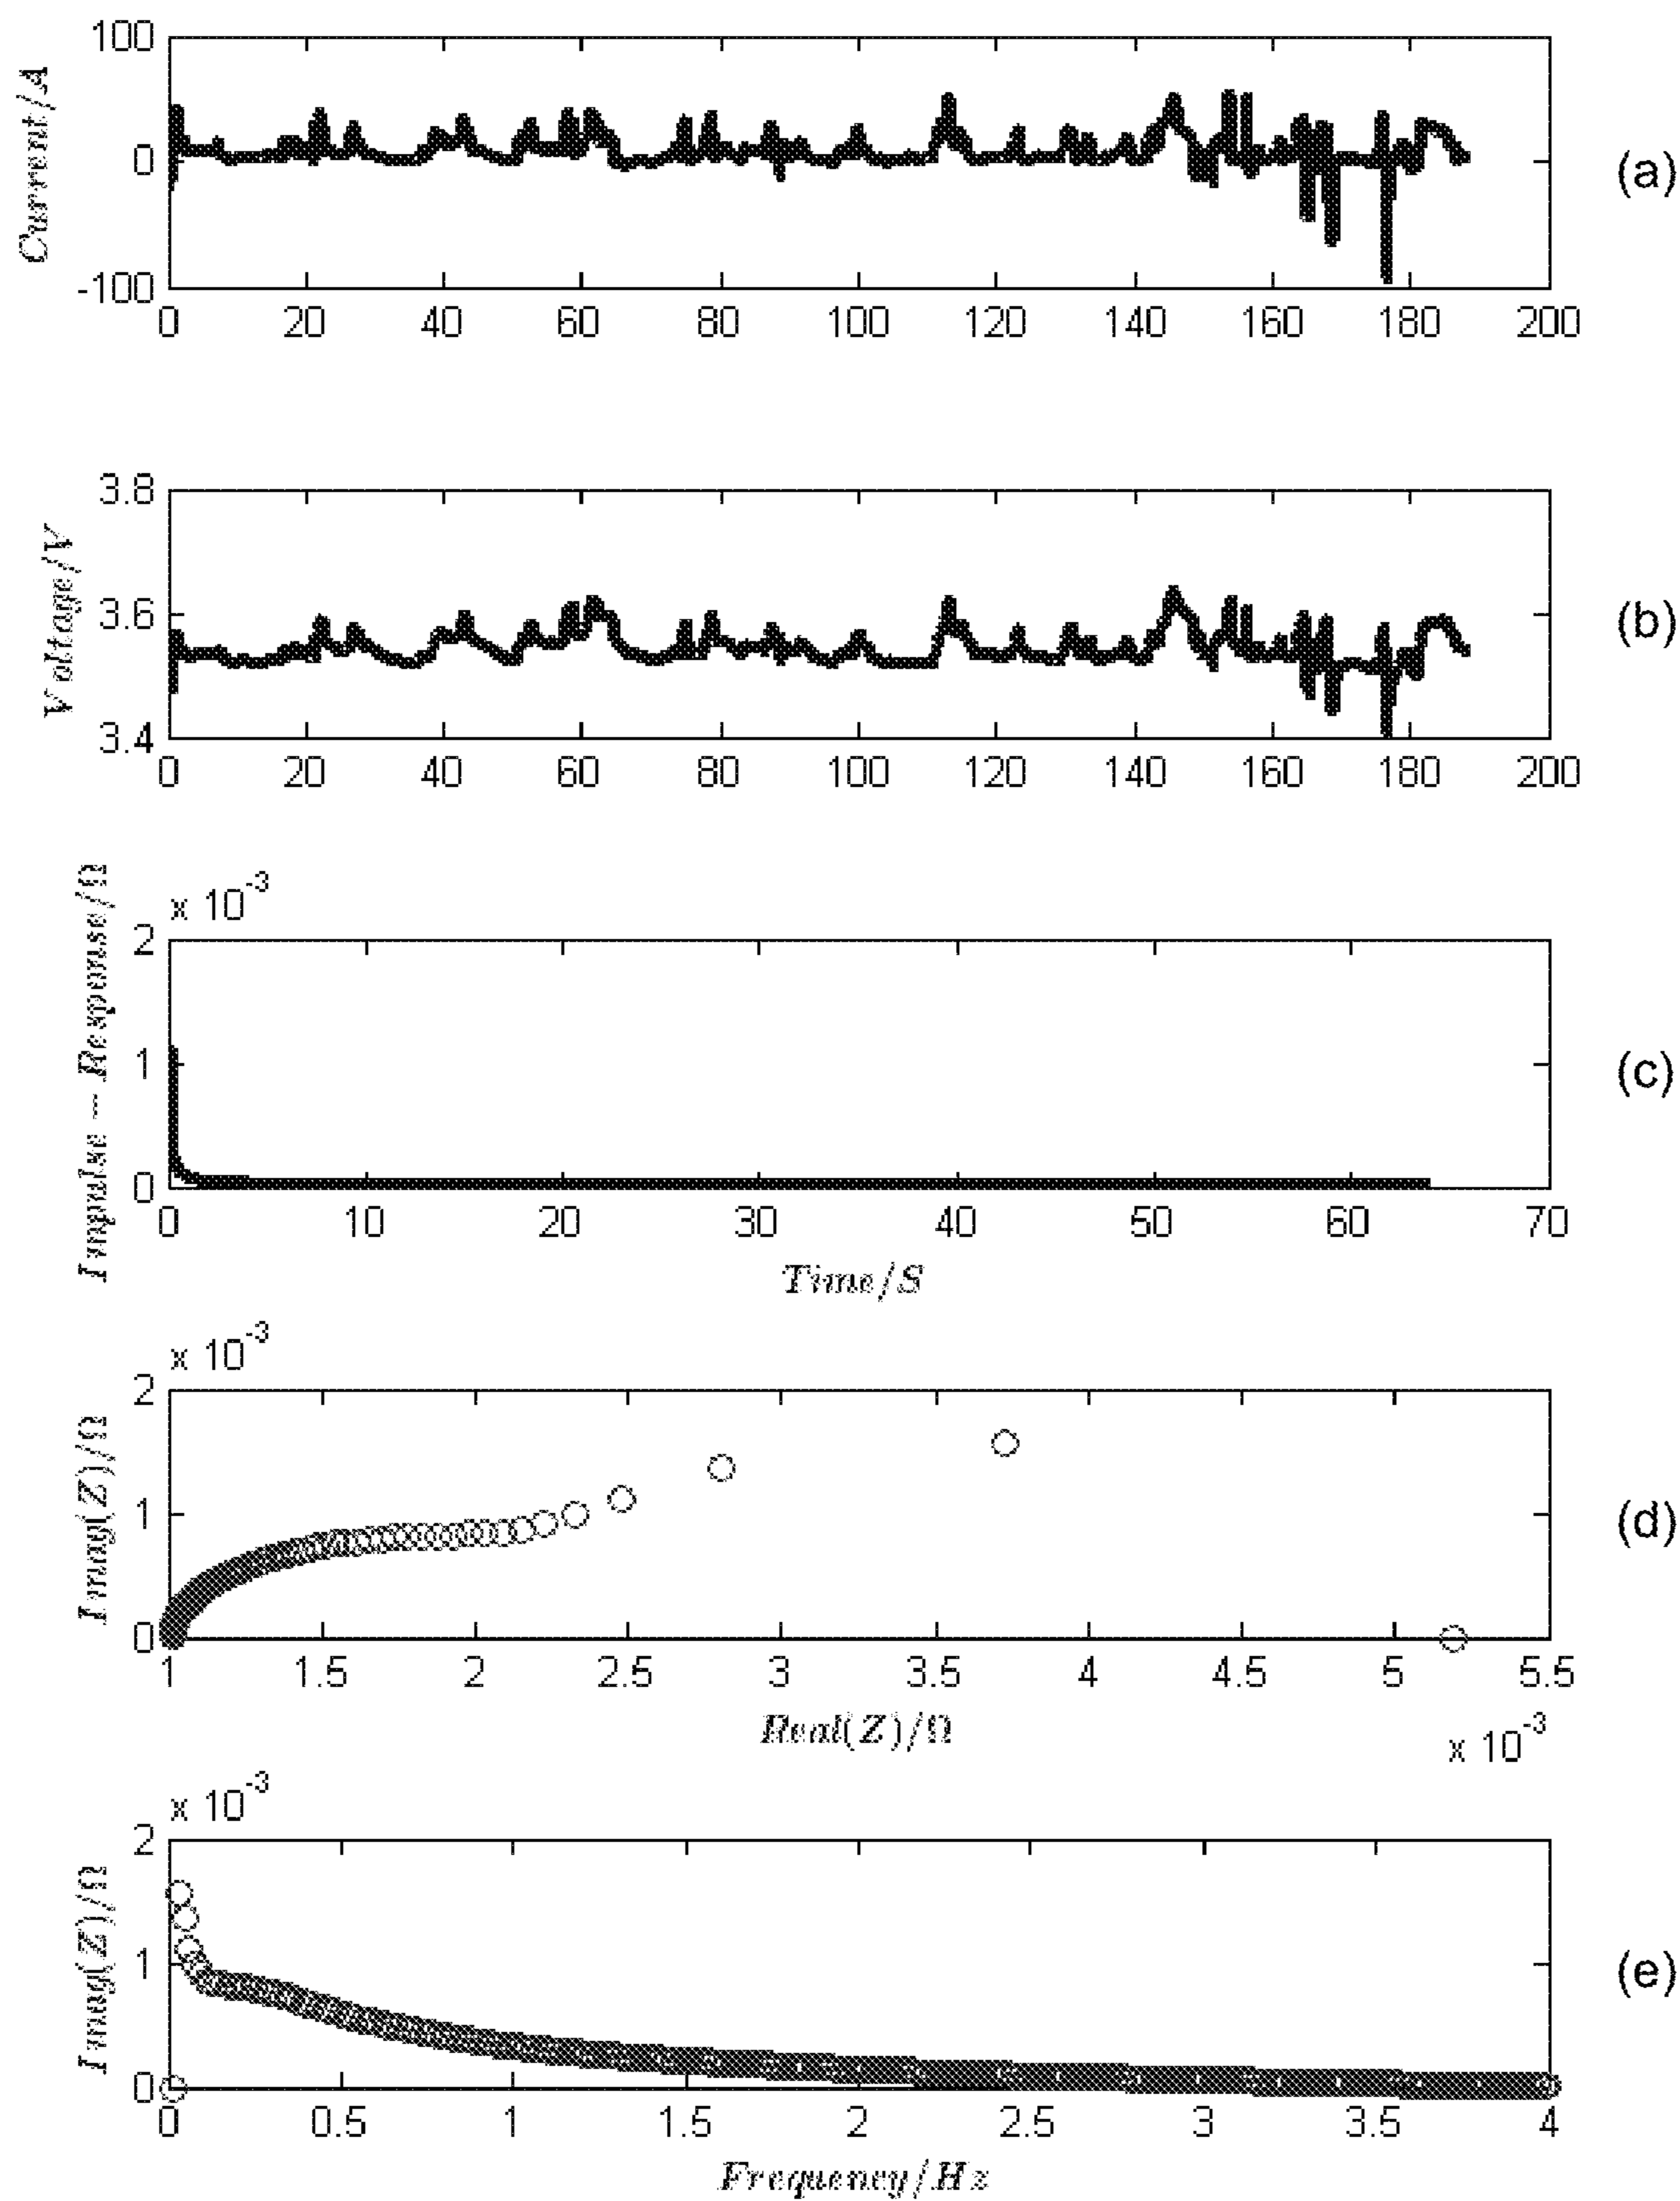 100
0
-100
Current/A
0 20 40 60 80 100 120 140 160 180 200
(a)
3.8
3.6
3.4
Voltage/V
0 20 40 60 80 100 120 140 160 180 200
(b)
x 10-3
2
1
0
Impulse - Response/Ω
0 10 20 30 40 50 60 70
Time/S
(c)
x 10-3
2
1
0
Imag(Z)/Ω
1 1.5 2 2.5 3 3.5 4 4.5 5 5.5
Real(Z)/Ω
x 10-3
(d)
x 10-3
2
1
0
Imag(Z)/Ω
0 0.5 1 1.5 2 2.5 3 3.5 4
Frequency/Hz
(e)